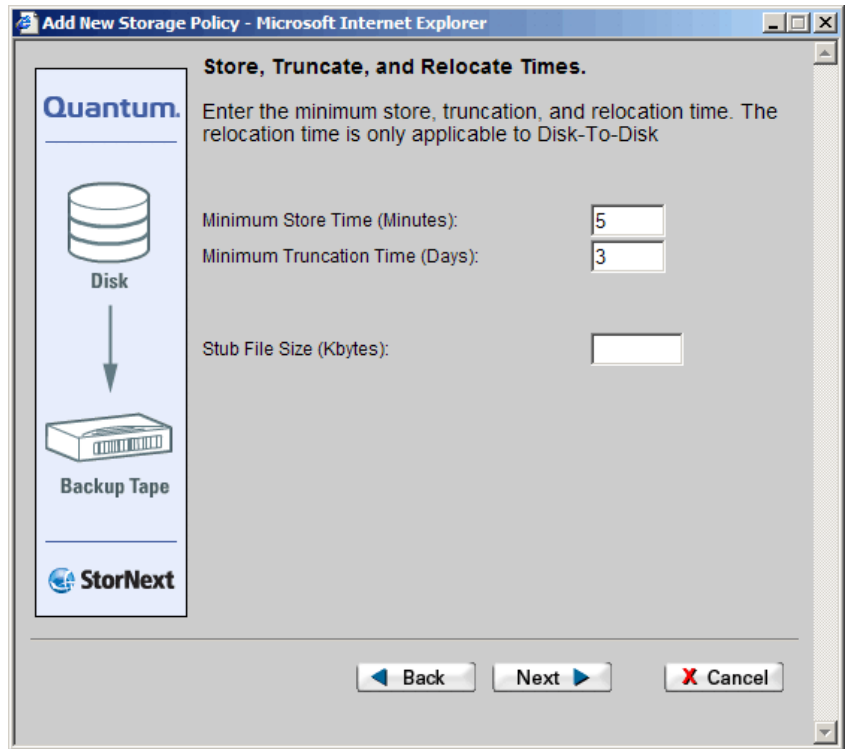 Add New Storage Policy - Microsoft Internet Explorer
Store, Truncate, and Relocate Times.
Quantum.
Enter the minimum store, truncation, and relocation time. The
relocation time is only applicable to Disk-To-Disk
Minimum Store Time (Minutes): 5
Minimum Truncation Time (Days): 3
Disk
Stub File Size (Kbytes):
Backup Tape
StorNext
Back Next X Cancel